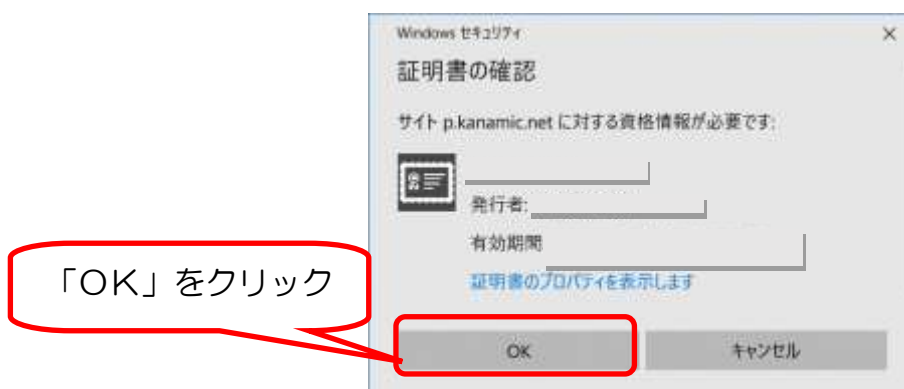 Windows セキュリティ
証明書の確認
サイト p.kanamic.net に対する資格情報が必要です:
発行者:
有効期間
証明書のプロパティを表示します
「OK」をクリック
OK
キャンセル